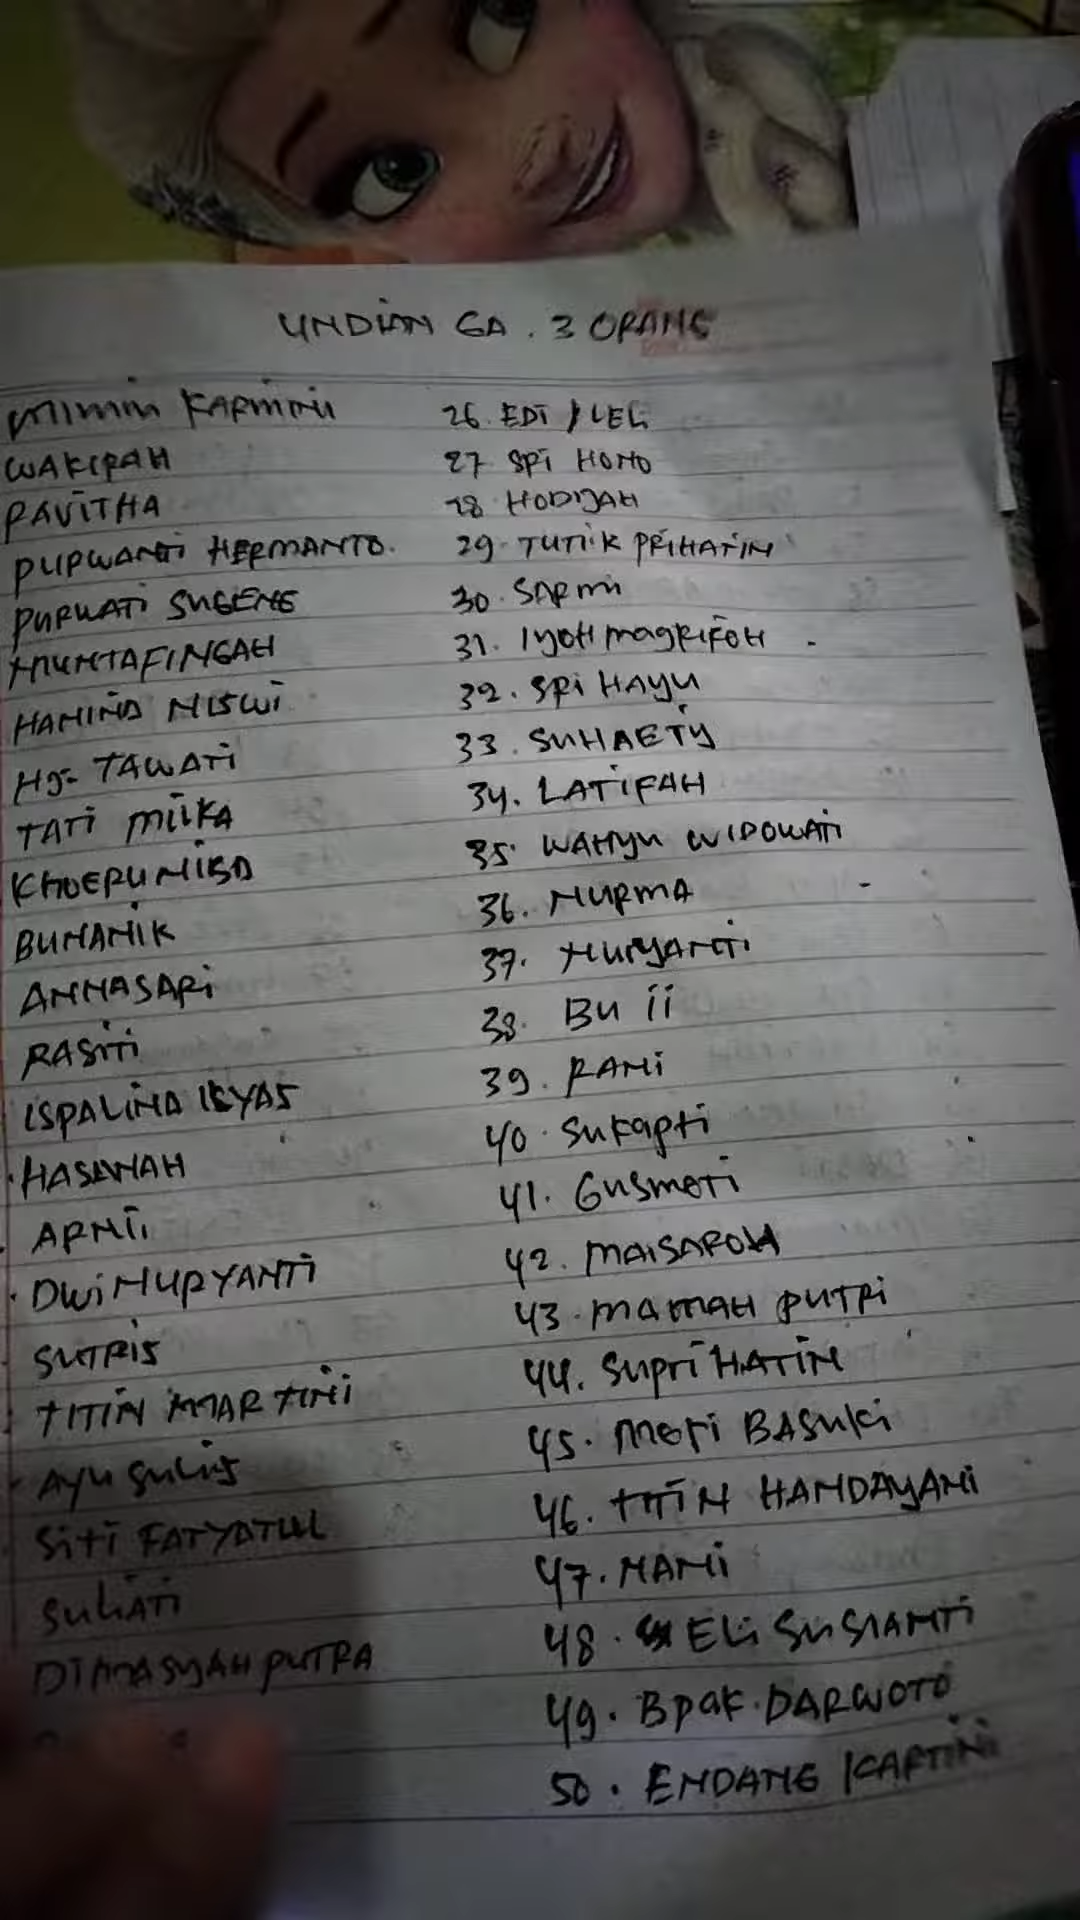 UNDIAN GA. 3 ORANG
MIMIN KARMINI
WAKIRAH
RAVITHA
PURWANTI HERMANTO.
PURWATI SUGENG
MUNTAFINGAH
HANINA NISWI
Hj- TAWATI
TATI MIIKA
KHOERUNISA
BUNANIK
ANNASARI
RASITI
ISPALINA ISYAS
HASANAH
ARNII
DWI NURYANTI
SUTRIS
TITIN MARTINI
AYU SULIS
SITI FATYATUL
SULIATI
DIMASYAH PUTRA
26. EDI / LELI
27 SRI HONO
28 HODIJAH
29. TUTIK PRIHATIN
30. SARMI
31. IYOH MAGRIFOH
32. SRI HAYU
33. SUHAETY
34. LATIFAH
35. WAHYU WIDOWATI
36. NURMA
37. NURYANTI
38. BU II
39. RANI
40. SUKAPTI
41. GUSMETI
42. MAISAROH
43. MAMAH PUTRI
44. SUPRIHATIN
45. MERI BASUKI
46. TITIN HANDAYANI
47. NANI
48. ELI SUSIANTI
49. BPAK. DARWOTO
50. ENDANG KARTINI